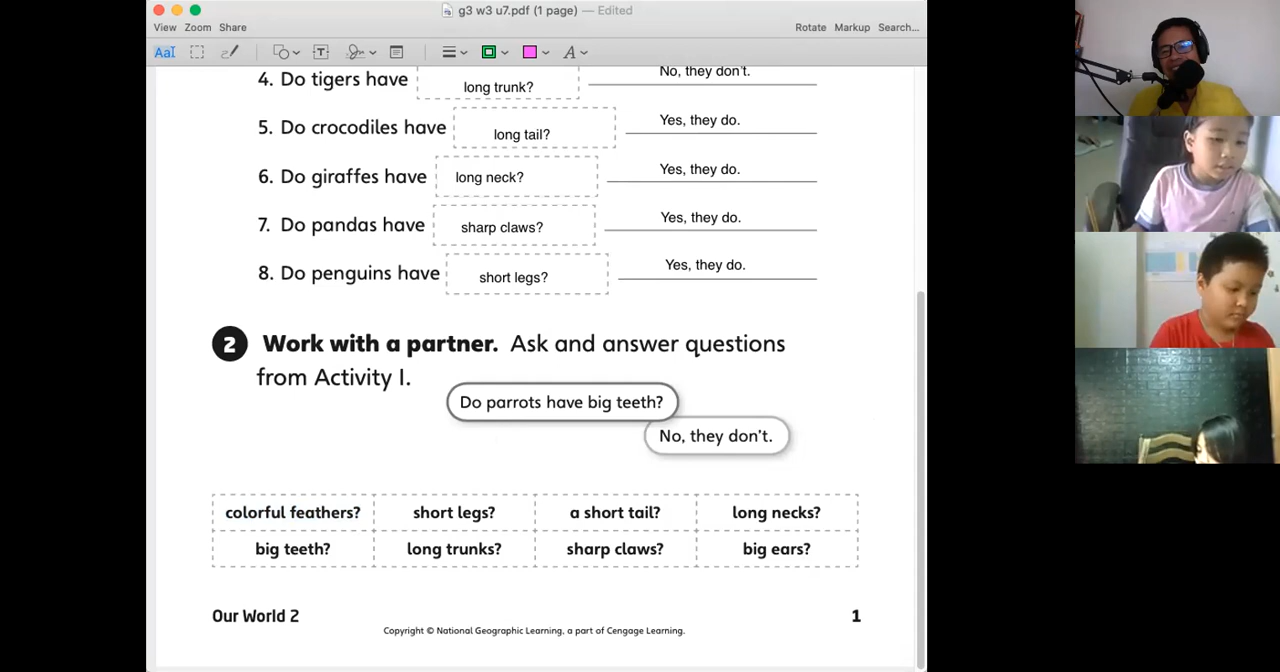 g3 w3 u7.pdf (1 page) — Edited
View Zoom Share Rotate Markup Search...
AaI T A
4. Do tigers have long trunk? No, they don't.
5. Do crocodiles have long tail? Yes, they do.
6. Do giraffes have long neck? Yes, they do.
7. Do pandas have sharp claws? Yes, they do.
8. Do penguins have short legs? Yes, they do.
2 Work with a partner. Ask and answer questions
from Activity 1.
Do parrots have big teeth?
No, they don't.
colorful feathers? short legs? a short tail? long necks?
big teeth? long trunks? sharp claws? big ears?
Our World 2 1
Copyright © National Geographic Learning, a part of Cengage Learning.